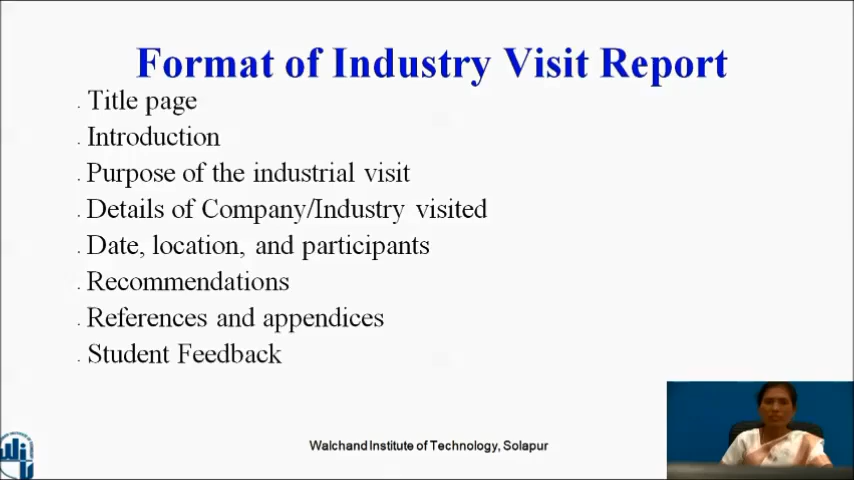 Format of Industry Visit Report
. Title page
. Introduction
. Purpose of the industrial visit
. Details of Company/Industry visited
. Date, location, and participants
. Recommendations
. References and appendices
. Student Feedback
Walchand Institute of Technology, Solapur